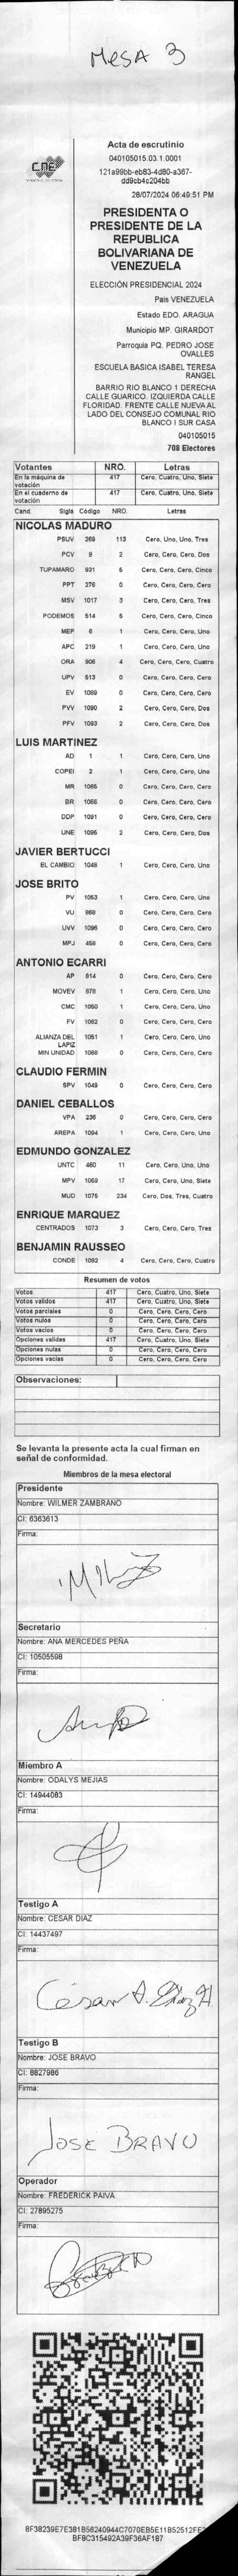 MESA 3
Acta de escrutinio
CNE
040105015.03.1.0001
121a99bb-eb83-4d80-a367-
dd9cb4c204bb
28/07/2024 06:49:51 PM
PRESIDENTA O
PRESIDENTE DE LA
REPUBLICA
BOLIVARIANA DE
VENEZUELA
ELECCIÓN PRESIDENCIAL 2024
Pais VENEZUELA
Estado EDO. ARAGUA
Municipio MP. GIRARDOT
Parroquia PQ. PEDRO JOSE
OVALLES
ESCUELA BASICA ISABEL TERESA
RANGEL
BARRIO RIO BLANCO 1 DERECHA
CALLE GUARICO. IZQUIERDA CALLE
FLORIDAD. FRENTE CALLE NUEVA AL
LADO DEL CONSEJO COMUNAL RIO
BLANCO I SUR CASA
040105015
708 Electores
Votantes NRO. Letras
En la máquina de votación 417 Cero, Cuatro, Uno, Siete
En el cuaderno de votación 417 Cero, Cuatro, Uno, Siete
Cand. Sigla Código NRO. Letras
NICOLAS MADURO
PSUV 269 113 Cero, Uno, Uno, Tres
PCV 9 2 Cero, Cero, Cero, Dos
TUPAMARO 931 5 Cero, Cero, Cero, Cinco
PPT 276 0 Cero, Cero, Cero, Cero
MSV 1017 3 Cero, Cero, Cero, Tres
PODEMOS 514 5 Cero, Cero, Cero, Cinco
MEP 6 1 Cero, Cero, Cero, Uno
APC 219 1 Cero, Cero, Cero, Uno
ORA 906 4 Cero, Cero, Cero, Cuatro
UPV 513 0 Cero, Cero, Cero, Cero
EV 1089 0 Cero, Cero, Cero, Cero
PVV 1090 2 Cero, Cero, Cero, Dos
PFV 1093 2 Cero, Cero, Cero, Dos
LUIS MARTINEZ
AD 1 1 Cero, Cero, Cero, Uno
COPEI 2 1 Cero, Cero, Cero, Uno
MR 1065 0 Cero, Cero, Cero, Cero
BR 1066 0 Cero, Cero, Cero, Cero
DDP 1091 0 Cero, Cero, Cero, Cero
UNE 1095 2 Cero, Cero, Cero, Dos
JAVIER BERTUCCI
EL CAMBIO 1048 1 Cero, Cero, Cero, Uno
JOSE BRITO
PV 1053 1 Cero, Cero, Cero, Uno
VU 968 0 Cero, Cero, Cero, Cero
UVV 1096 0 Cero, Cero, Cero, Cero
MPJ 458 0 Cero, Cero, Cero, Cero
ANTONIO ECARRI
AP 814 0 Cero, Cero, Cero, Cero
MOVEV 878 1 Cero, Cero, Cero, Uno
CMC 1050 1 Cero, Cero, Cero, Uno
FV 1062 0 Cero, Cero, Cero, Cero
ALIANZA DEL LAPIZ 1051 1 Cero, Cero, Cero, Uno
MIN UNIDAD 1068 0 Cero, Cero, Cero, Cero
CLAUDIO FERMIN
SPV 1049 0 Cero, Cero, Cero, Cero
DANIEL CEBALLOS
VPA 236 0 Cero, Cero, Cero, Cero
AREPA 1094 1 Cero, Cero, Cero, Uno
EDMUNDO GONZALEZ
UNTC 460 11 Cero, Cero, Uno, Uno
MPV 1069 17 Cero, Cero, Uno, Siete
MUD 1075 234 Cero, Dos, Tres, Cuatro
ENRIQUE MARQUEZ
CENTRADOS 1073 3 Cero, Cero, Cero, Tres
BENJAMIN RAUSSEO
CONDE 1092 4 Cero, Cero, Cero, Cuatro
Resumen de votos
Votos 417 Cero, Cuatro, Uno, Siete
Votos válidos 417 Cero, Cuatro, Uno, Siete
Votos parciales 0 Cero, Cero, Cero, Cero
Votos nulos 0 Cero, Cero, Cero, Cero
Votos vacios 0 Cero, Cero, Cero, Cero
Opciones validas 417 Cero, Cuatro, Uno, Siete
Opciones nulas 0 Cero, Cero, Cero, Cero
Opciones vacias 0 Cero, Cero, Cero, Cero
Observaciones:
Se levanta la presente acta la cual firman en
señal de conformidad.
Miembros de la mesa electoral
Presidente
Nombre: WILMER ZAMBRANO
CI: 6363613
Firma:
Secretario
Nombre: ANA MERCEDES PEÑA
CI: 10505598
Firma:
Miembro A
Nombre: ODALYS MEJIAS
CI: 14944083
Firma:
Testigo A
Nombre: CESAR DIAZ
CI: 14437497
Firma:
César A. Díaz H
Testigo B
Nombre: JOSE BRAVO
CI: 8827986
Firma:
JOSE BRAVO
Operador
Nombre: FREDERICK PAIVA
CI: 27895275
Firma:
8F38239E7E381B56240944C7070EB5E11B52512FE
BF8C315492A39F36AF187